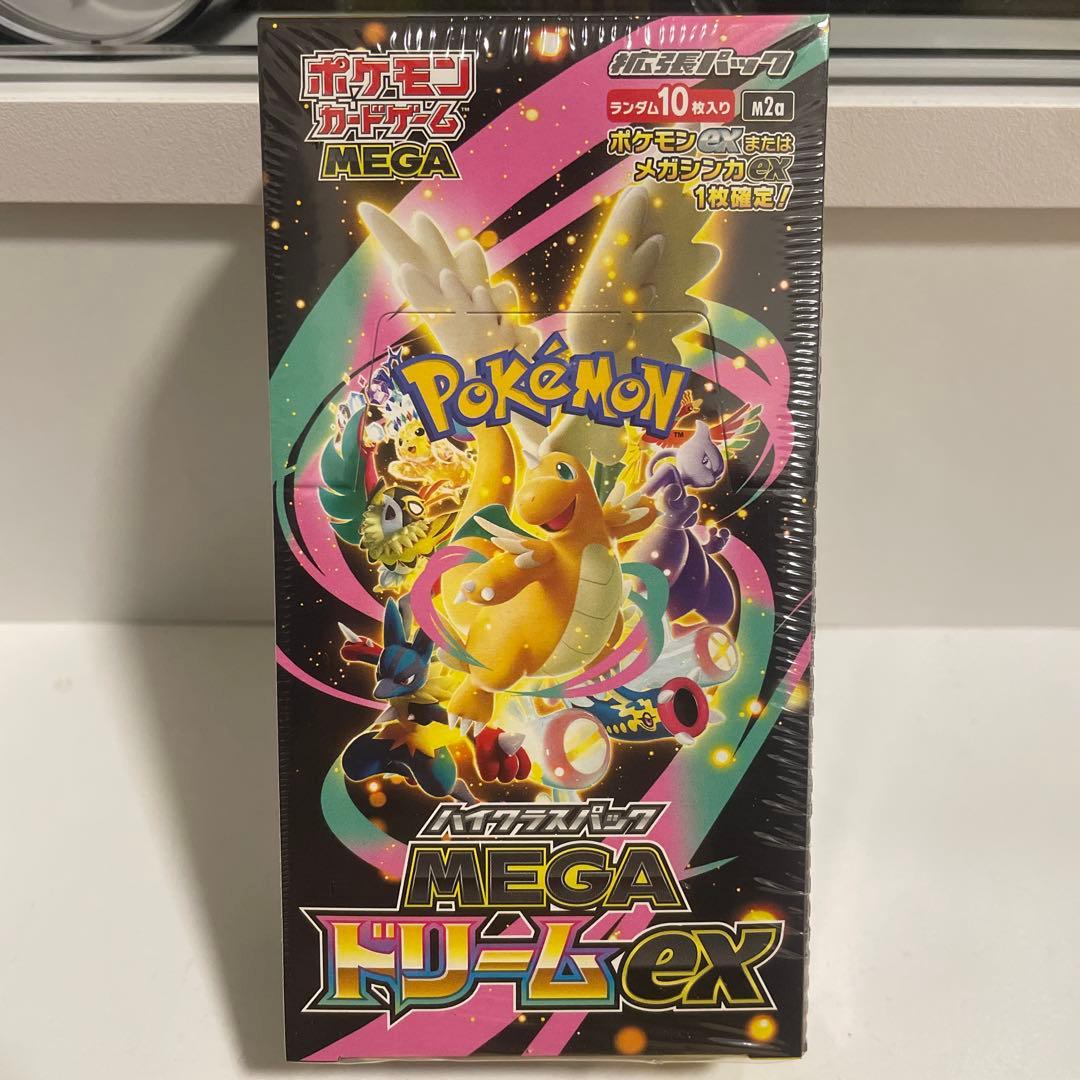 ポケモン
カードゲーム™
MEGA
拡張パック
ランダム10枚入り M2a
ポケモンexまたは
メガシンカex
1枚確定!
POKéMON™
ハイクラスパック
MEGA
ドリームex